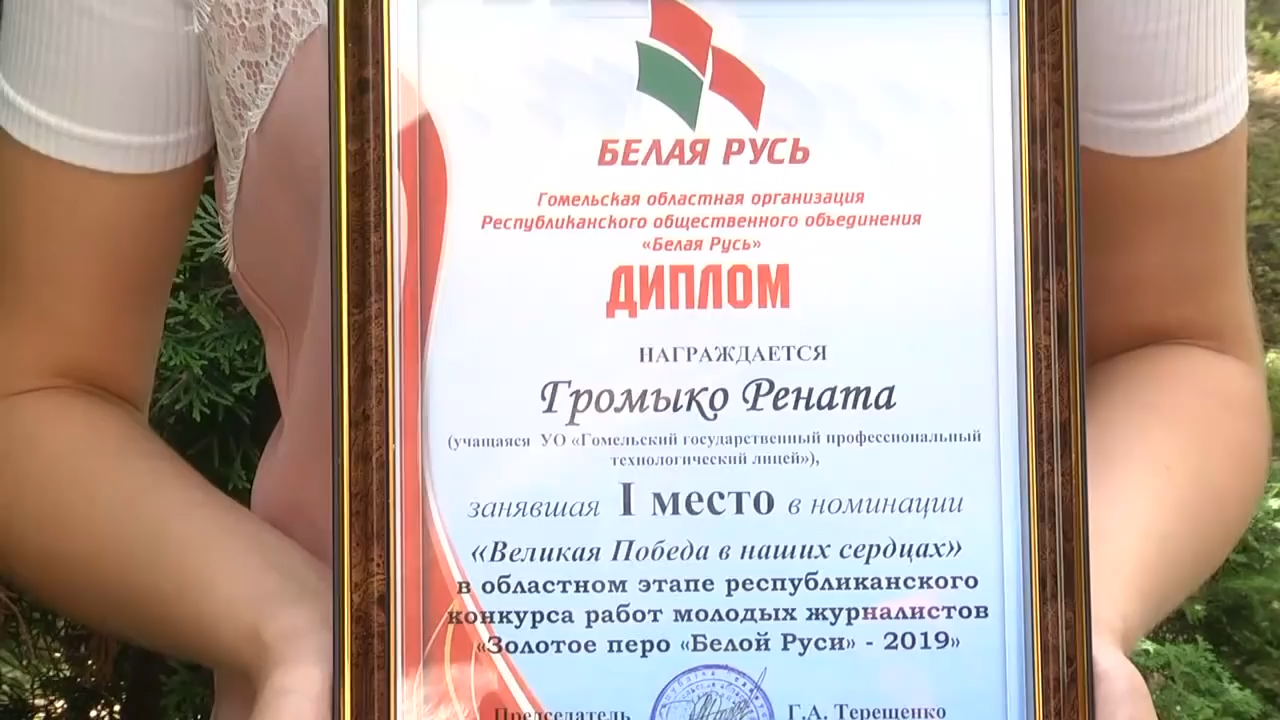 БЕЛАЯ РУСЬ
Гомельская областная организация
Республиканского общественного объединения
«Белая Русь»
ДИПЛОМ
НАГРАЖДАЕТСЯ
Громыко Рената
(учащаяся УО «Гомельский государственный профессиональный
технологический лицей»),
занявшая I место в номинации
«Великая Победа в наших сердцах»
в областном этапе республиканского
конкурса работ молодых журналистов
«Золотое перо «Белой Руси» - 2019»
Председатель Г.А. Терещенко